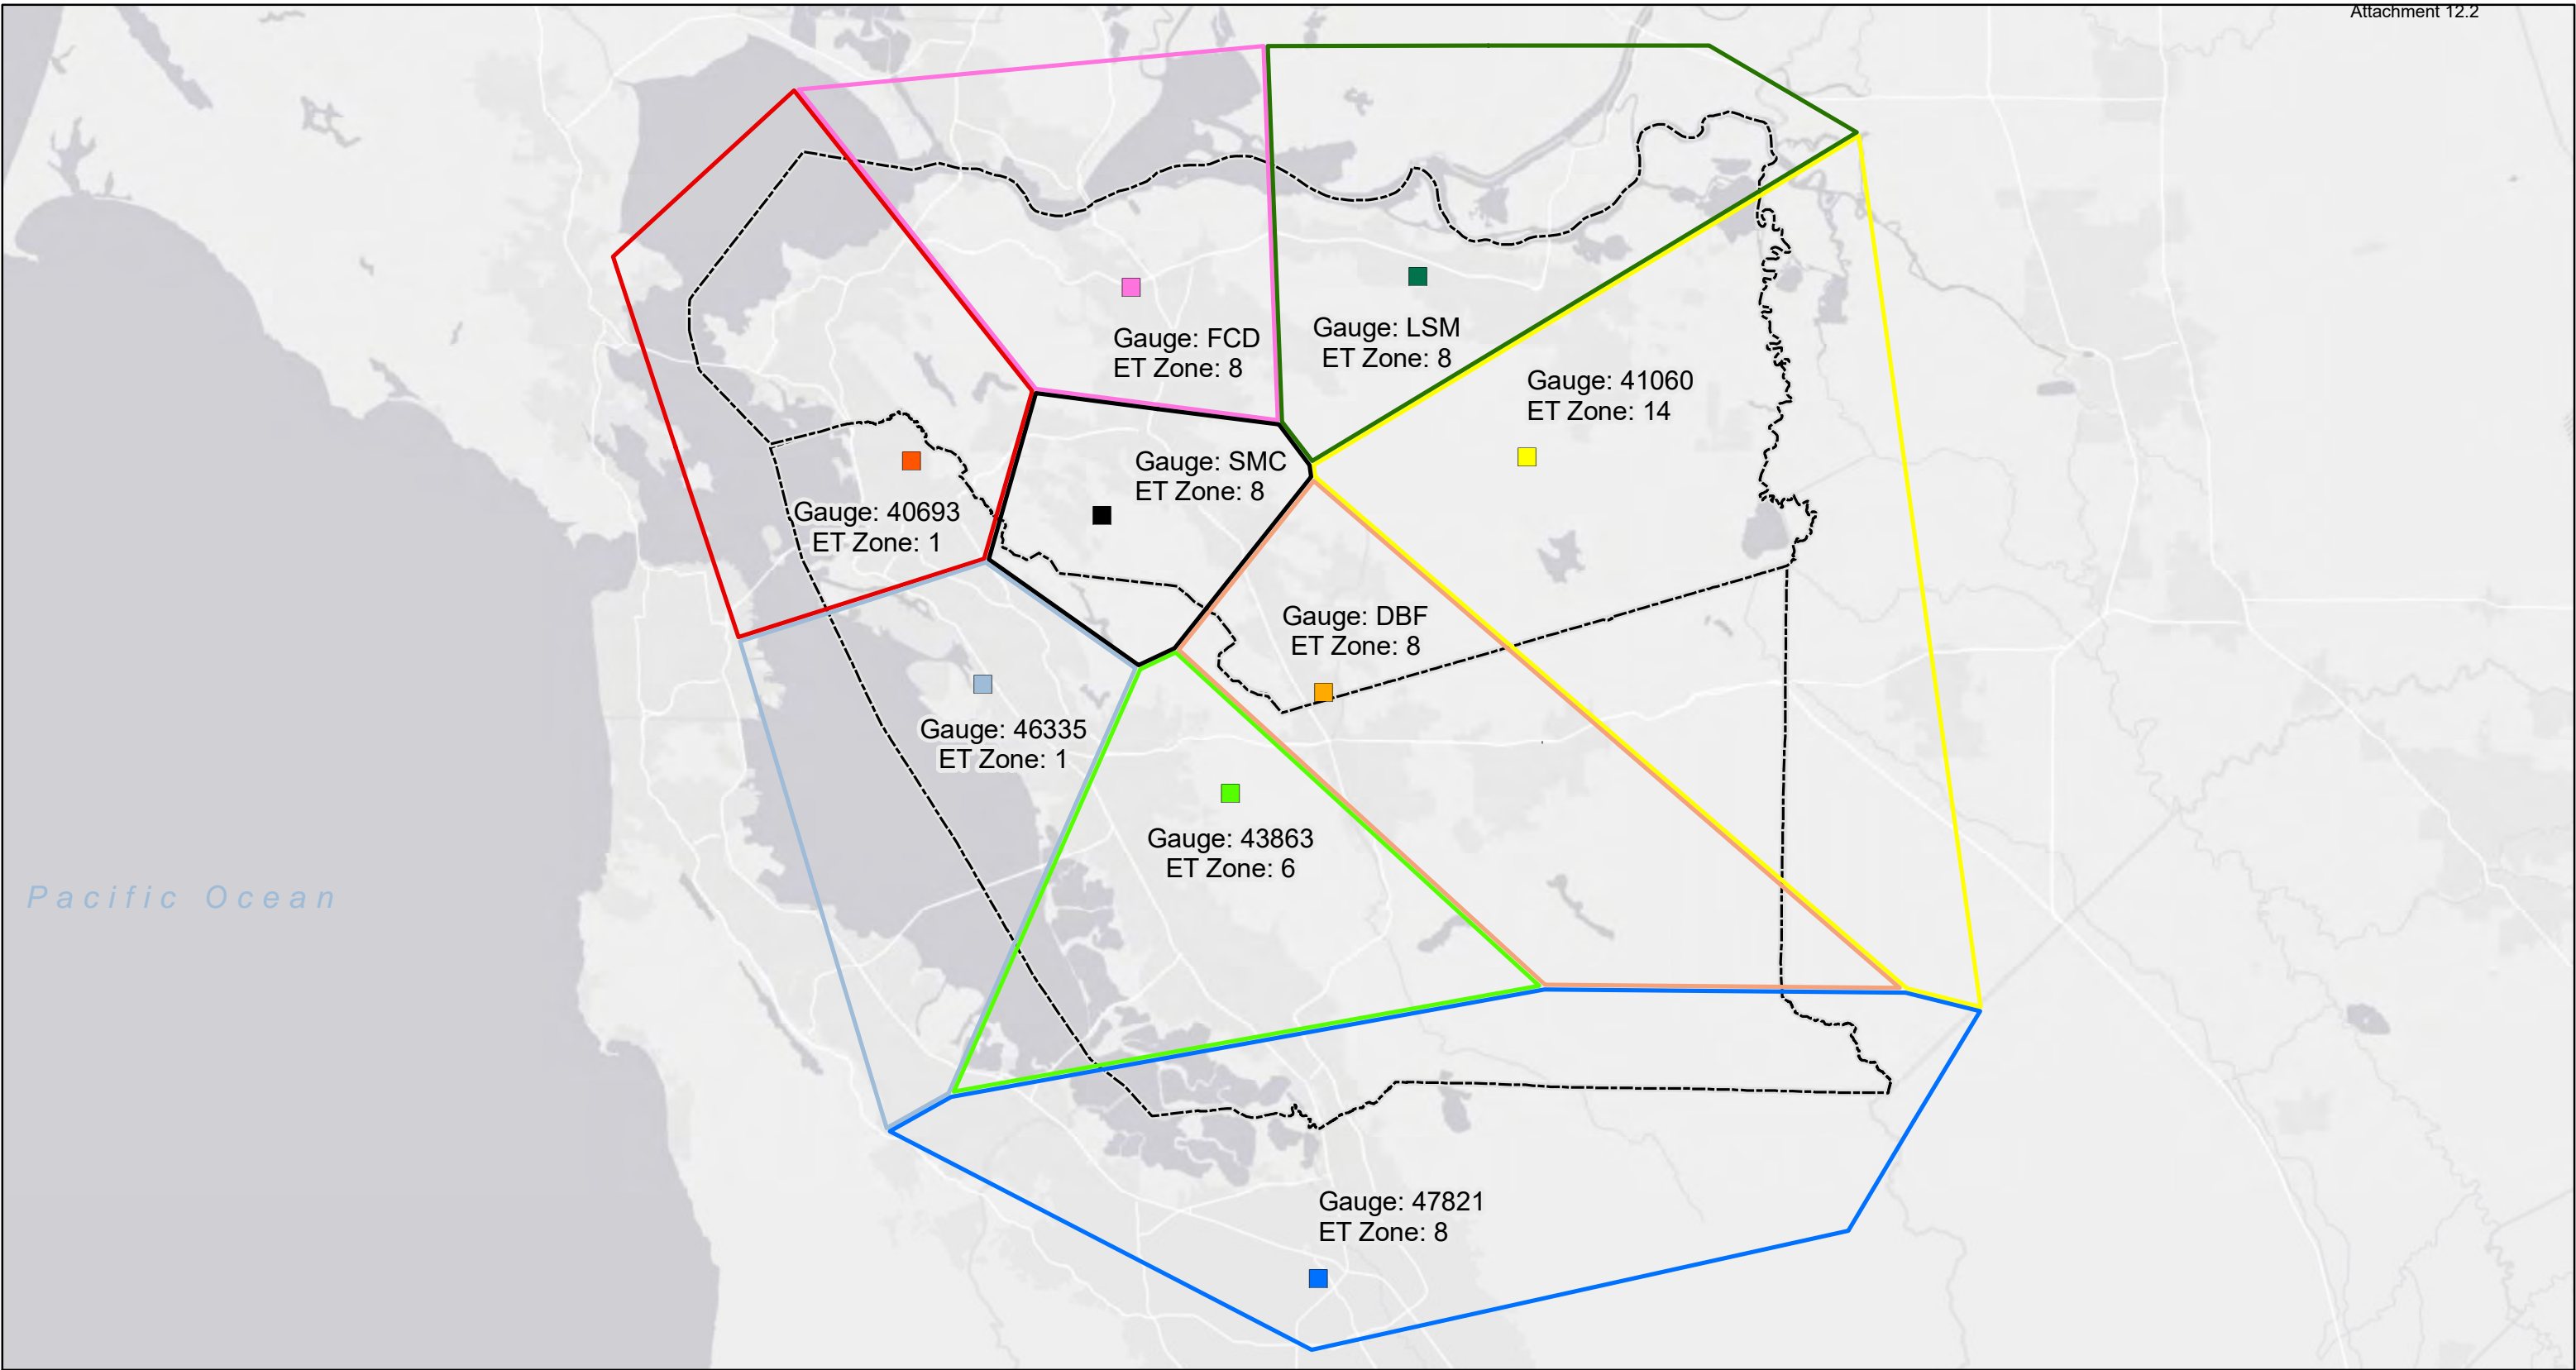 Attachment 12.2
Gauge: FCD
ET Zone: 8
Gauge: LSM
ET Zone: 8
Gauge: 41060
ET Zone: 14
Gauge: SMC
ET Zone: 8
Gauge: 40693
ET Zone: 1
Gauge: DBF
ET Zone: 8
Gauge: 46335
ET Zone: 1
Gauge: 43863
ET Zone: 6
Pacific Ocean
Gauge: 47821
ET Zone: 8